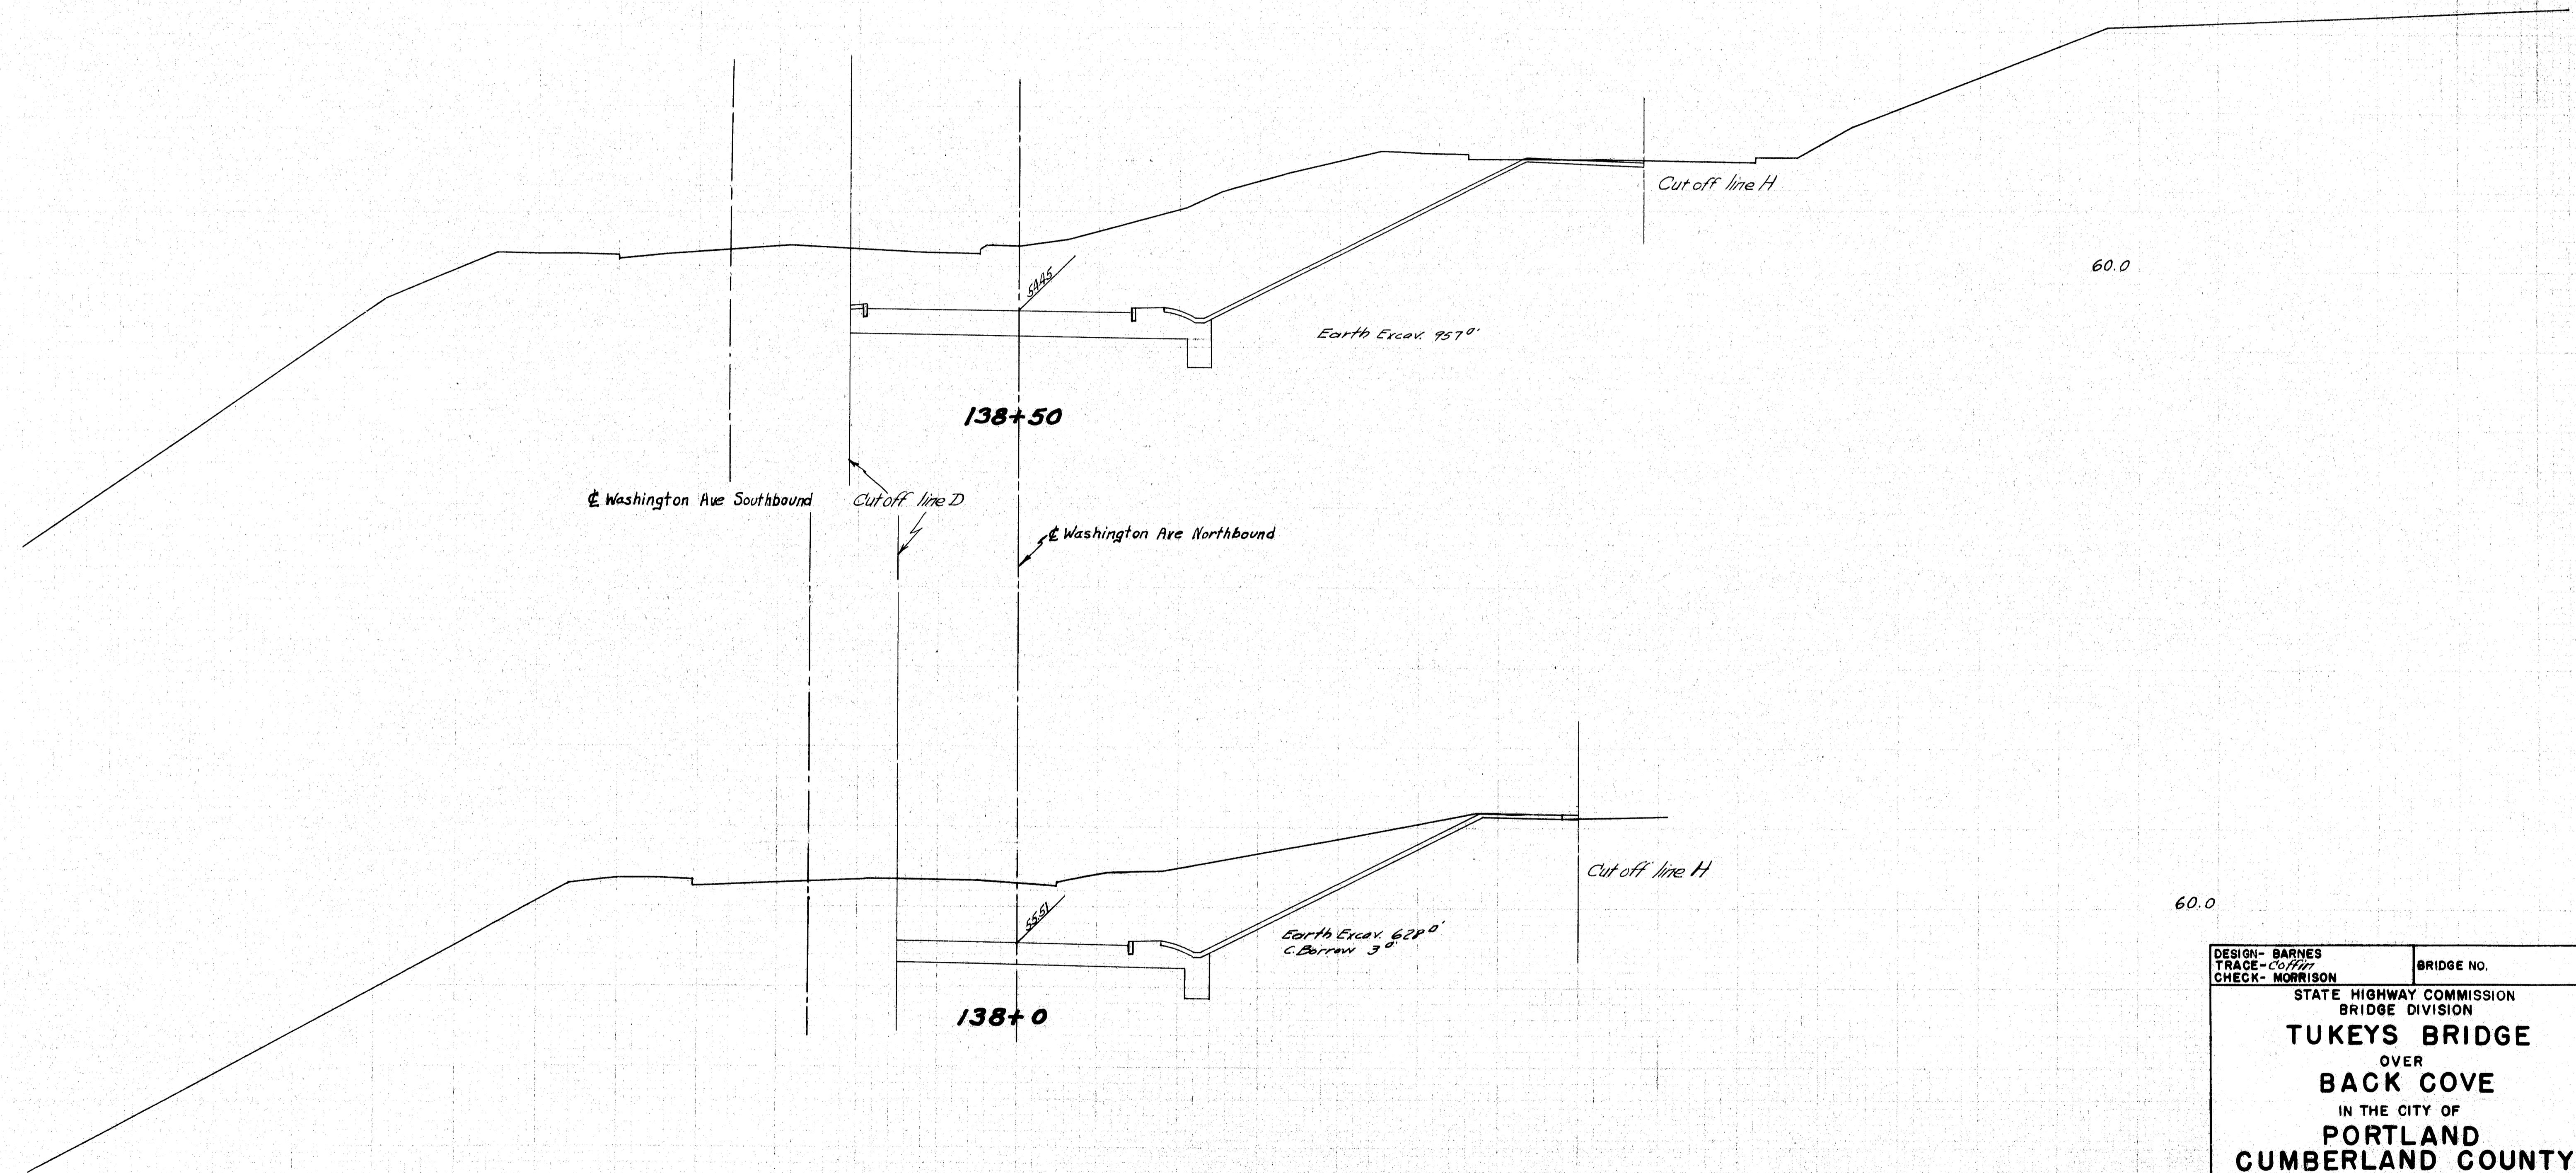 Cut off line H
60.0
54.45
Earth Excav. 957 □'
138+50
℄ Washington Ave Southbound
Cut off line D
℄ Washington Ave Northbound
Cut off line H
60.0
55.51
Earth Excav. 628 □'
C. Borrow 3 □'
138+0
DESIGN- BARNES
TRACE- Coffin
CHECK- MORRISON
BRIDGE NO.
STATE HIGHWAY COMMISSION
BRIDGE DIVISION
TUKEYS BRIDGE
OVER
BACK COVE
IN THE CITY OF
PORTLAND
CUMBERLAND COUNTY